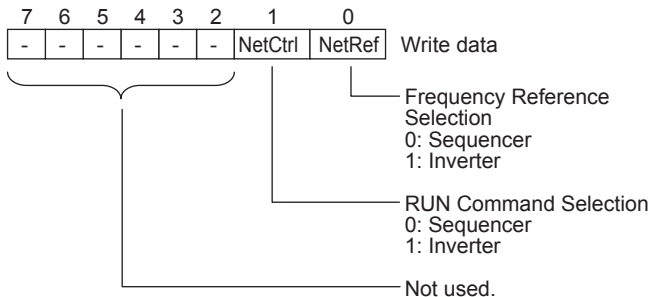 7 6 5 4 3 2 1 0
- - - - - - NetCtrl NetRef Write data
Frequency Reference
Selection
0: Sequencer
1: Inverter
RUN Command Selection
0: Sequencer
1: Inverter
Not used.